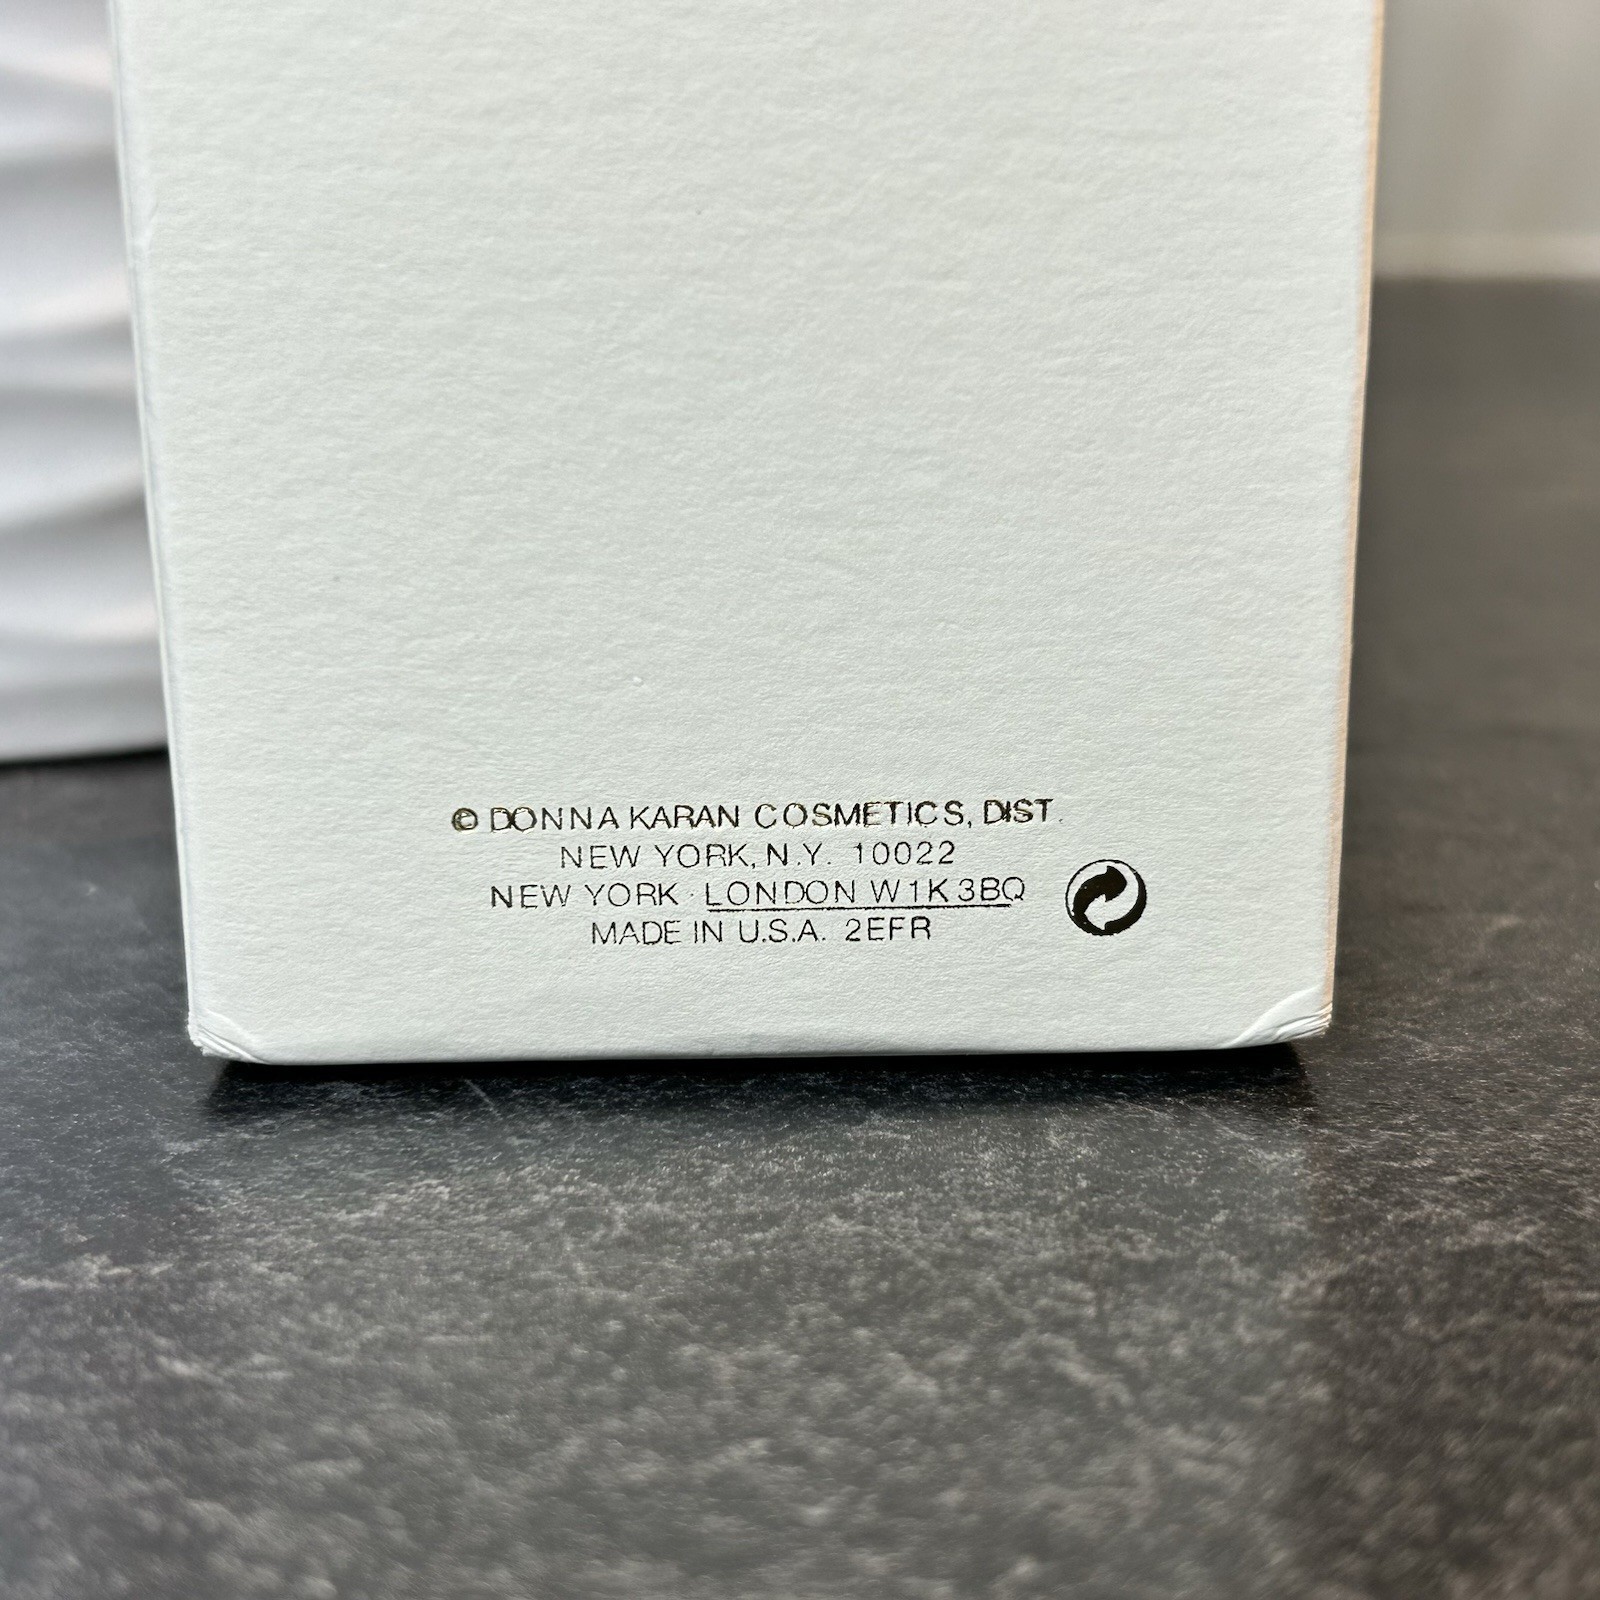 © DONNA KARAN COSMETICS, DIST.
NEW YORK, N.Y. 10022
NEW YORK · LONDON W1K 3BQ
MADE IN U.S.A. 2EFR